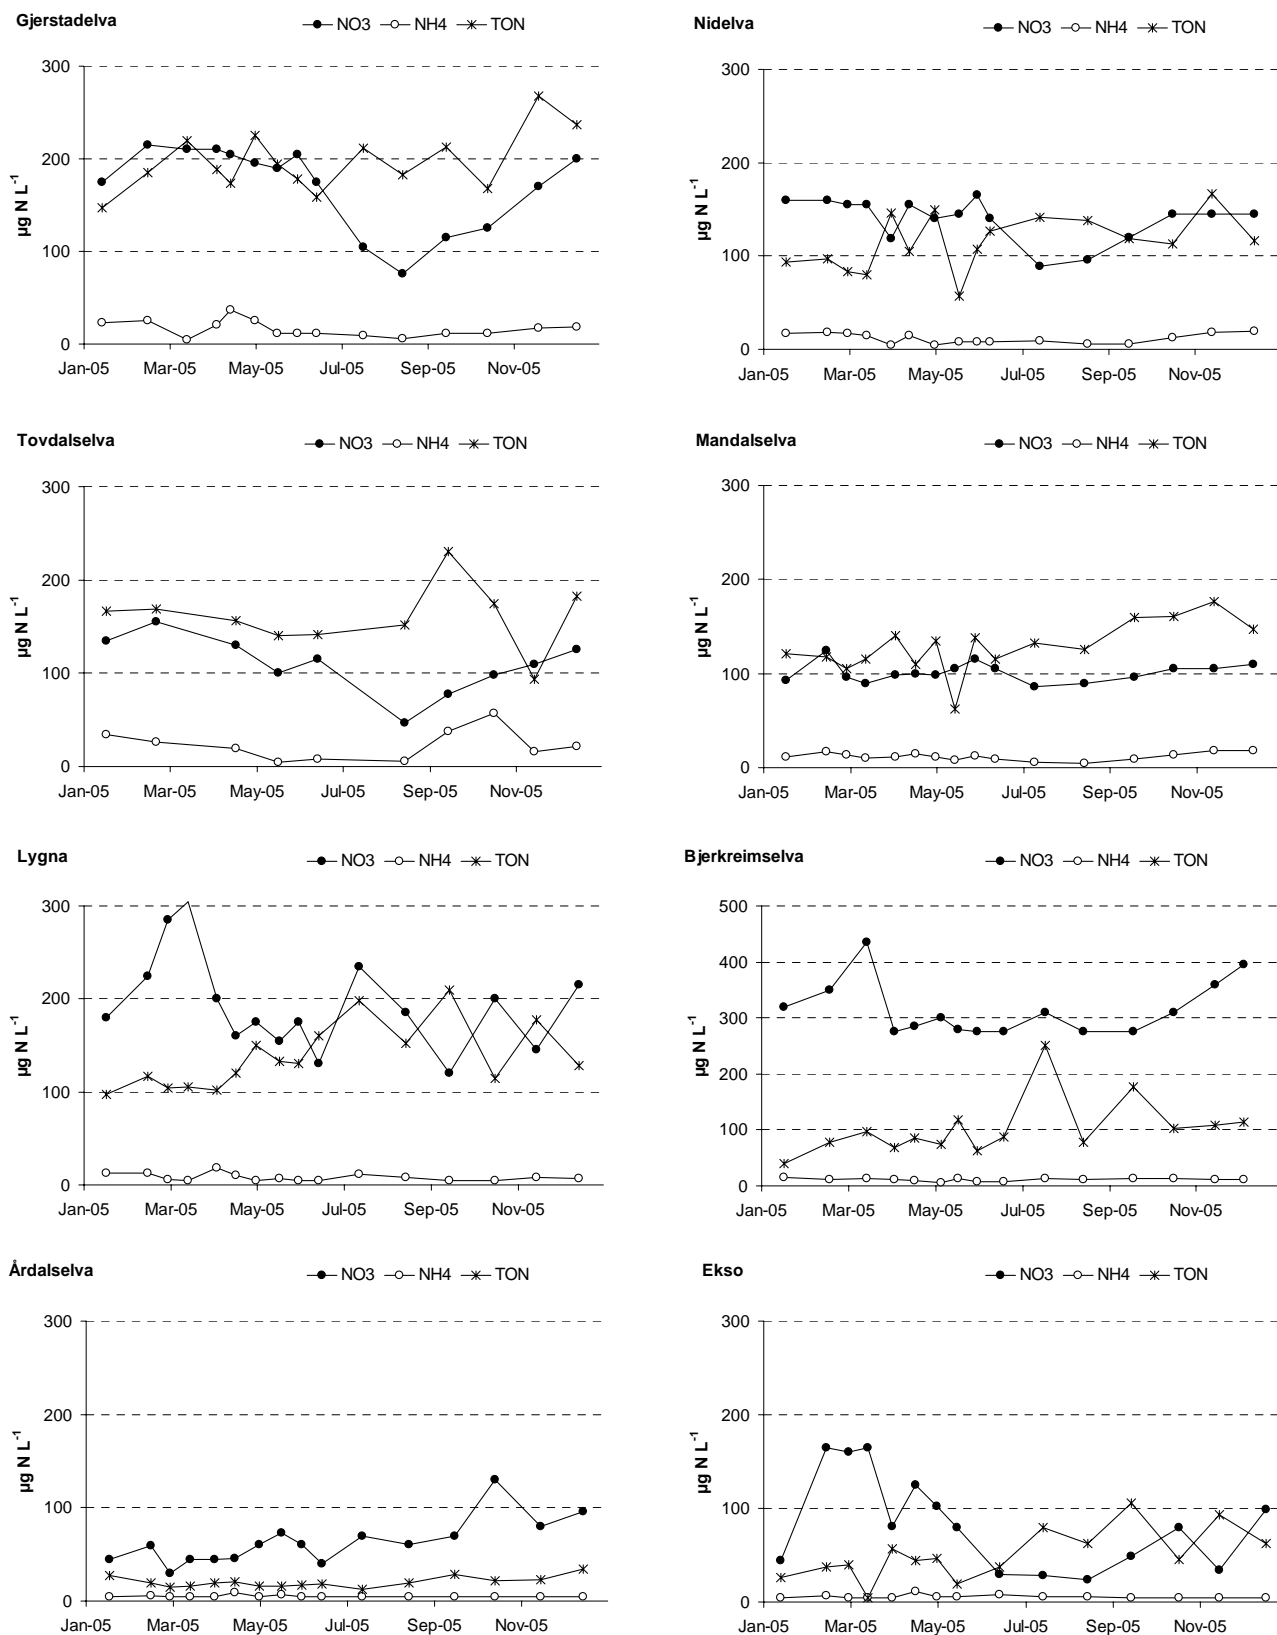 Gjerstadelva
NO3 NH4 TON
300
200
100
0
µg N L-1
Jan-05 Mar-05 May-05 Jul-05 Sep-05 Nov-05
Nidelva
NO3 NH4 TON
300
200
100
0
µg N L-1
Jan-05 Mar-05 May-05 Jul-05 Sep-05 Nov-05
Tovdalselva
NO3 NH4 TON
300
200
100
0
µg N L-1
Jan-05 Mar-05 May-05 Jul-05 Sep-05 Nov-05
Mandalselva
NO3 NH4 TON
300
200
100
0
µg N L-1
Jan-05 Mar-05 May-05 Jul-05 Sep-05 Nov-05
Lygna
NO3 NH4 TON
300
200
100
0
µg N L-1
Jan-05 Mar-05 May-05 Jul-05 Sep-05 Nov-05
Bjerkreimselva
NO3 NH4 TON
500
400
300
200
100
0
µg N L-1
Jan-05 Mar-05 May-05 Jul-05 Sep-05 Nov-05
Årdalselva
NO3 NH4 TON
300
200
100
0
µg N L-1
Jan-05 Mar-05 May-05 Jul-05 Sep-05 Nov-05
Ekso
NO3 NH4 TON
300
200
100
0
µg N L-1
Jan-05 Mar-05 May-05 Jul-05 Sep-05 Nov-05